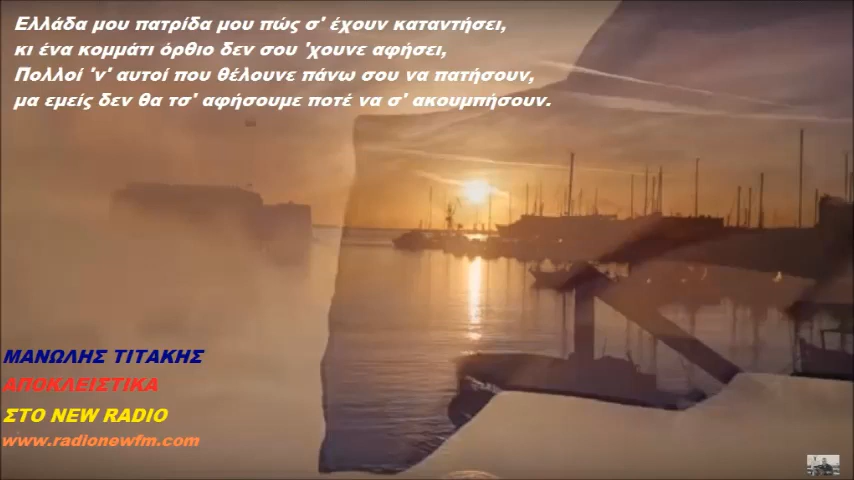 Ελλάδα μου πατρίδα μου πώς σ' έχουν καταντήσει,
κι ένα κομμάτι όρθιο δεν σου 'χουνε αφήσει,
Πολλοί 'ν' αυτοί που θέλουνε πάνω σου να πατήσουν,
μα εμείς δεν θα τσ' αφήσουμε ποτέ να σ' ακουμπήσουν.
ΜΑΝΩΛΗΣ ΤΙΤΑΚΗΣ
ΑΠΟΚΛΕΙΣΤΙΚΑ
ΣΤΟ NEW RADIO
www.radionewfm.com